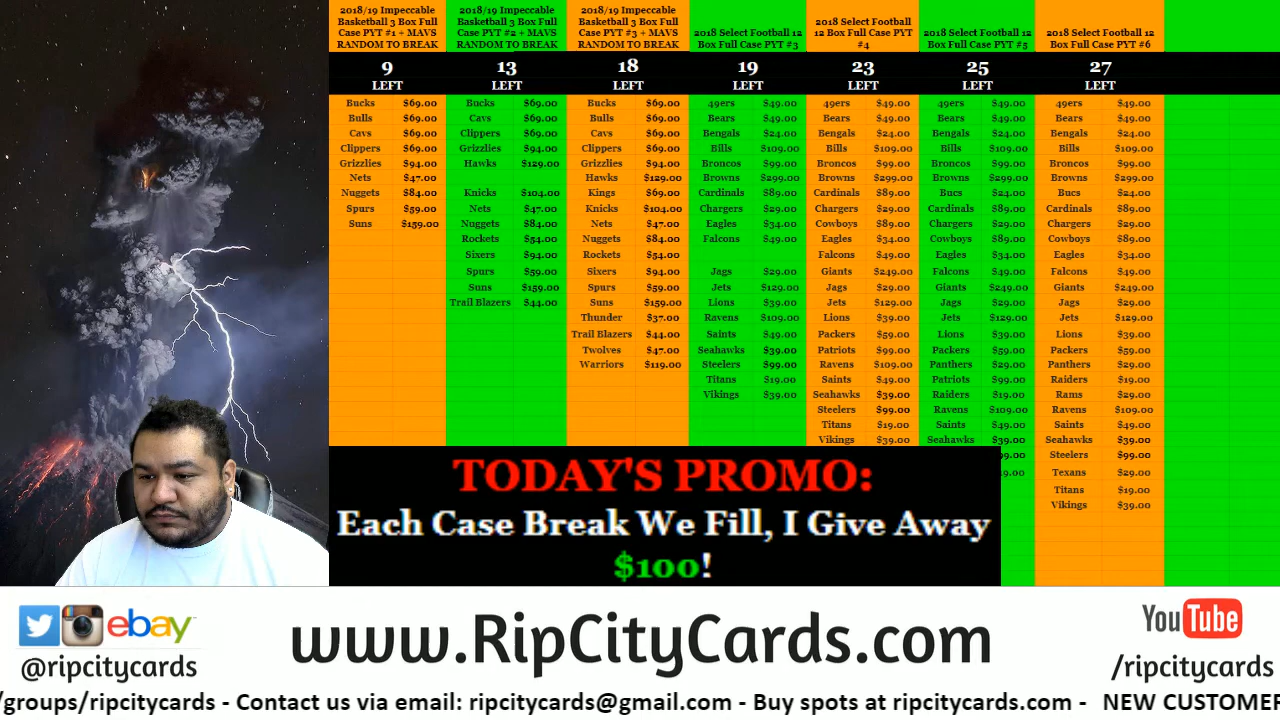 2018/19 Impeccable Basketball 3 Box Full Case PYT #1 + MAVS RANDOM TO BREAK
9
LEFT
Bucks $69.00
Bulls $69.00
Cavs $69.00
Clippers $69.00
Grizzlies $94.00
Nets $47.00
Nuggets $84.00
Spurs $59.00
Suns $159.00
2018/19 Impeccable Basketball 3 Box Full Case PYT #2 + MAVS RANDOM TO BREAK
13
LEFT
Bucks $69.00
Cavs $69.00
Clippers $69.00
Grizzlies $94.00
Hawks $129.00
Knicks $104.00
Nets $47.00
Nuggets $84.00
Rockets $54.00
Sixers $94.00
Spurs $59.00
Suns $159.00
Trail Blazers $44.00
2018/19 Impeccable Basketball 3 Box Full Case PYT #3 + MAVS RANDOM TO BREAK
18
LEFT
Bucks $69.00
Bulls $69.00
Cavs $69.00
Clippers $69.00
Grizzlies $94.00
Hawks $129.00
Kings $69.00
Knicks $104.00
Nets $47.00
Nuggets $84.00
Rockets $54.00
Sixers $94.00
Spurs $59.00
Suns $159.00
Thunder $37.00
Trail Blazers $44.00
Twolves $47.00
Warriors $119.00
2018 Select Football 12 Box Full Case PYT #3
19
LEFT
49ers $49.00
Bears $49.00
Bengals $24.00
Bills $109.00
Broncos $99.00
Browns $299.00
Cardinals $89.00
Chargers $29.00
Eagles $34.00
Falcons $49.00
Jags $29.00
Jets $129.00
Lions $39.00
Ravens $109.00
Saints $49.00
Seahawks $39.00
Steelers $99.00
Titans $19.00
Vikings $39.00
2018 Select Football 12 Box Full Case PYT #4
23
LEFT
49ers $49.00
Bears $49.00
Bengals $24.00
Bills $109.00
Broncos $99.00
Browns $299.00
Cardinals $89.00
Chargers $29.00
Cowboys $89.00
Eagles $34.00
Falcons $49.00
Giants $249.00
Jags $29.00
Jets $129.00
Lions $39.00
Packers $59.00
Patriots $99.00
Ravens $109.00
Saints $49.00
Seahawks $39.00
Steelers $99.00
Titans $19.00
Vikings $39.00
2018 Select Football 12 Box Full Case PYT #5
25
LEFT
49ers $49.00
Bears $49.00
Bengals $24.00
Bills $109.00
Broncos $99.00
Browns $299.00
Bucs $24.00
Cardinals $89.00
Chargers $29.00
Cowboys $89.00
Eagles $34.00
Falcons $49.00
Giants $249.00
Jags $29.00
Jets $129.00
Lions $39.00
Packers $59.00
Panthers $29.00
Patriots $99.00
Raiders $19.00
Ravens $109.00
Saints $49.00
Seahawks $39.00
2018 Select Football 12 Box Full Case PYT #6
27
LEFT
49ers $49.00
Bears $49.00
Bengals $24.00
Bills $109.00
Broncos $99.00
Browns $299.00
Bucs $24.00
Cardinals $89.00
Chargers $29.00
Cowboys $89.00
Eagles $34.00
Falcons $49.00
Giants $249.00
Jags $29.00
Jets $129.00
Lions $39.00
Packers $59.00
Panthers $29.00
Raiders $19.00
Rams $29.00
Ravens $109.00
Saints $49.00
Seahawks $39.00
Steelers $99.00
Texans $29.00
Titans $19.00
Vikings $39.00
TODAY'S PROMO:
Each Case Break We Fill, I Give Away
$100!
ebay
@ripcitycards
www.RipCityCards.com
YouTube
/ripcitycards
/groups/ripcitycards - Contact us via email: ripcitycards@gmail.com - Buy spots at ripcitycards.com - NEW CUSTOMER